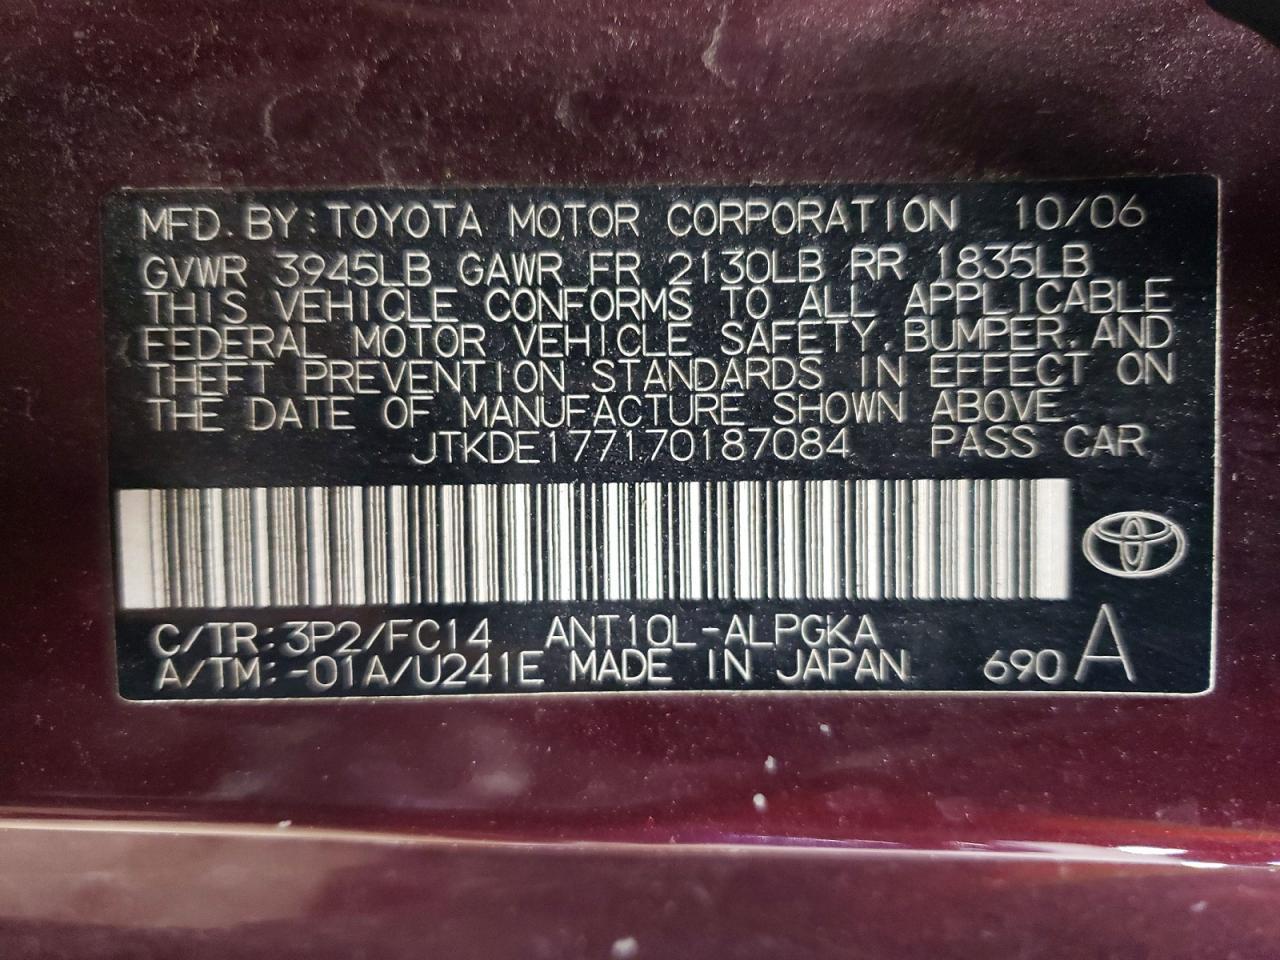 MFD. BY: TOYOTA MOTOR CORPORATION 10/06
GVWR 3945LB GAWR FR 2130LB RR 1835LB
THIS VEHICLE CONFORMS TO ALL APPLICABLE
FEDERAL MOTOR VEHICLE SAFETY, BUMPER, AND
THEFT PREVENTION STANDARDS IN EFFECT ON
THE DATE OF MANUFACTURE SHOWN ABOVE.
JTKDE177170187084 PASS CAR
C/TR: 3P2/FC14 ANT10L-ALPGKA
A/TM: -01A/U241E MADE IN JAPAN 690 A